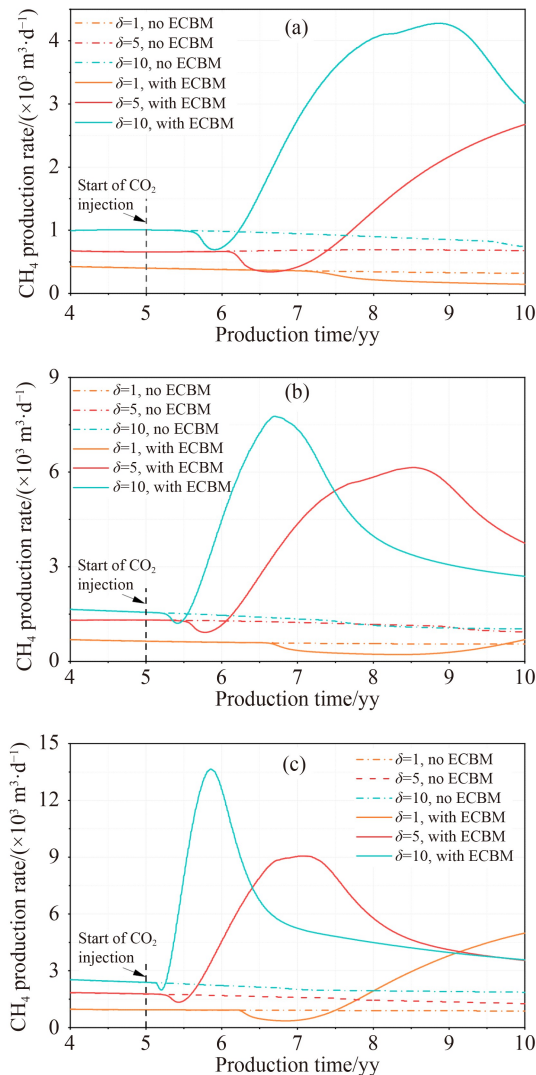 (a)
δ=1, no ECBM
δ=5, no ECBM
δ=10, no ECBM
δ=1, with ECBM
δ=5, with ECBM
δ=10, with ECBM
Start of CO₂
injection
CH₄ production rate/(×10³ m³·d⁻¹)
4
3
2
1
0
4 5 6 7 8 9 10
Production time/yy
(b)
δ=1, no ECBM
δ=5, no ECBM
δ=10, no ECBM
δ=1, with ECBM
δ=5, with ECBM
δ=10, with ECBM
Start of CO₂
injection
CH₄ production rate/(×10³ m³·d⁻¹)
9
6
3
0
4 5 6 7 8 9 10
Production time/yy
(c)
δ=1, no ECBM
δ=5, no ECBM
δ=10, no ECBM
δ=1, with ECBM
δ=5, with ECBM
δ=10, with ECBM
Start of CO₂
injection
CH₄ production rate/(×10³ m³·d⁻¹)
15
12
9
6
3
0
4 5 6 7 8 9 10
Production time/yy